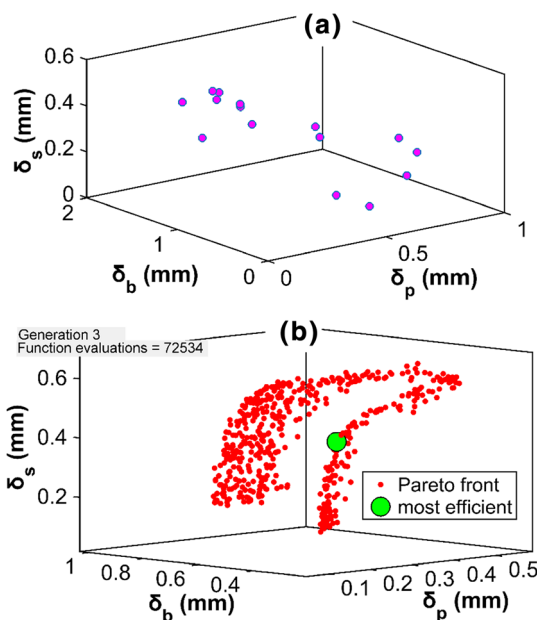 (a)
0.6
0.4
0.2
0
δs (mm)
2
1
0
δb (mm)
0
0.5
1
δp (mm)
(b)
Generation 3
Function evaluations = 72534
0.6
0.4
0.2
δs (mm)
Pareto front
most efficient
1
0.8
0.6
0.4
δb (mm)
0.1
0.2
0.3
0.4
0.5
δp (mm)